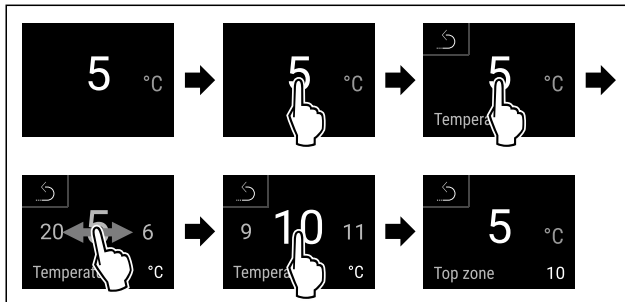 5 °C
5 °C
5 °C
Tempera
20 5 6
Temperat °C
9 10 11
Tempera °C
5 °C
Top zone 10